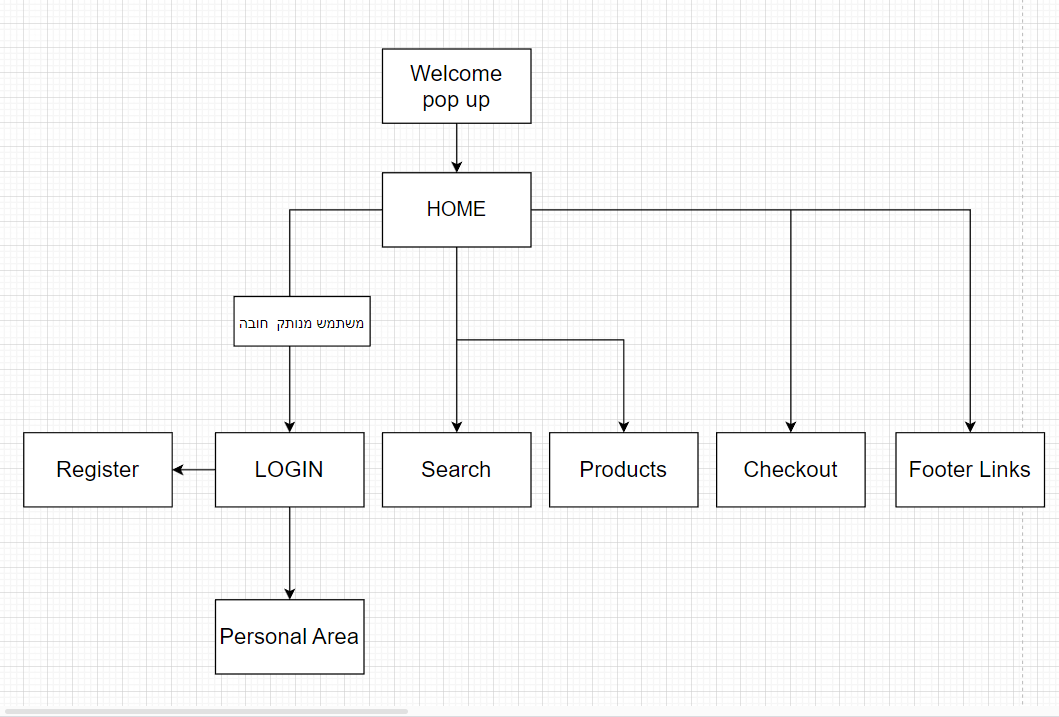 Welcome
pop up
HOME
משתמש מנותק  חובה
Register
LOGIN
Search
Products
Checkout
Footer Links
Personal Area